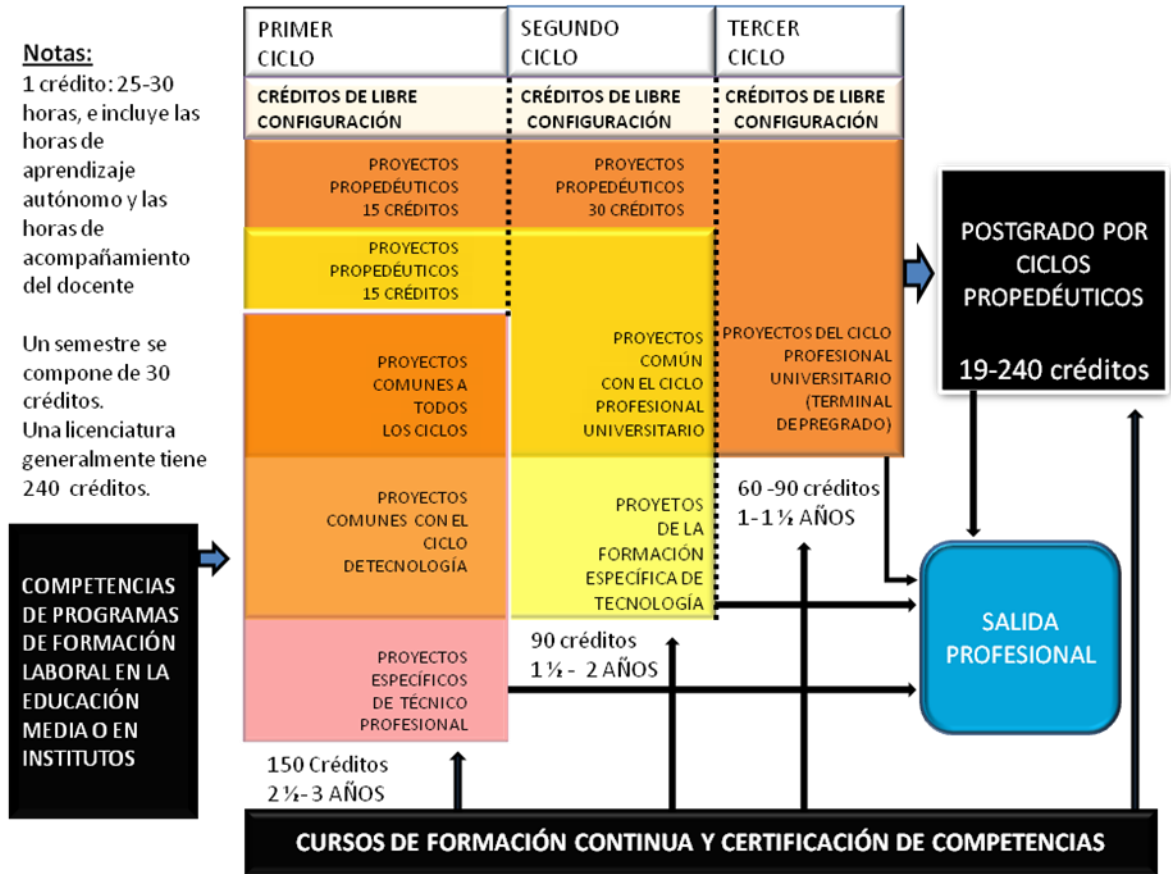 Notas:
1 crédito: 25-30
horas, e incluye las
horas de
aprendizaje
autónomo y las
horas de
acompañamiento
del docente
Un semestre se
compone de 30
créditos.
Una licenciatura
generalmente tiene
240 créditos.
COMPETENCIAS
DE PROGRAMAS
DE FORMACIÓN
LABORAL EN LA
EDUCACIÓN
MEDIA O EN
INSTITUTOS
PRIMER
CICLO
CRÉDITOS DE LIBRE
CONFIGURACIÓN
PROYECTOS
PROPEDÉUTICOS
15 CRÉDITOS
PROYECTOS
PROPEDÉUTICOS
15 CRÉDITOS
PROYECTOS
COMUNES A
TODOS
LOS CICLOS
PROYECTOS
COMUNES CON EL
CICLO
DETECNOLOGÍA
PROYECTOS
ESPECÍFICOS
DE TÉCNICO
PROFESIONAL
150 Créditos
2 ½- 3 AÑOS
SEGUNDO
CICLO
CRÉDITOS DE LIBRE
CONFIGURACIÓN
PROYECTOS
PROPEDÉUTICOS
30 CRÉDITOS
PROYECTOS
COMÚN
CON EL CICLO
PROFESIONAL
UNIVERSITARIO
PROYETOS
DE LA
FORMACIÓN
ESPECÍFICA DE
TECNOLOGÍA
90 créditos
1 ½ - 2 AÑOS
TERCER
CICLO
CRÉDITOS DE LIBRE
CONFIGURACIÓN
PROYECTOS DEL CICLO
PROFESIONAL
UNIVERSITARIO
(TERMINAL
DEPREGRADO)
60 -90 créditos
1- 1 ½ AÑOS
POSTGRADO POR
CICLOS
PROPEDÉUTICOS
19-240 créditos
SALIDA
PROFESIONAL
CURSOS DE FORMACIÓN CONTINUA Y CERTIFICACIÓN DE COMPETENCIAS